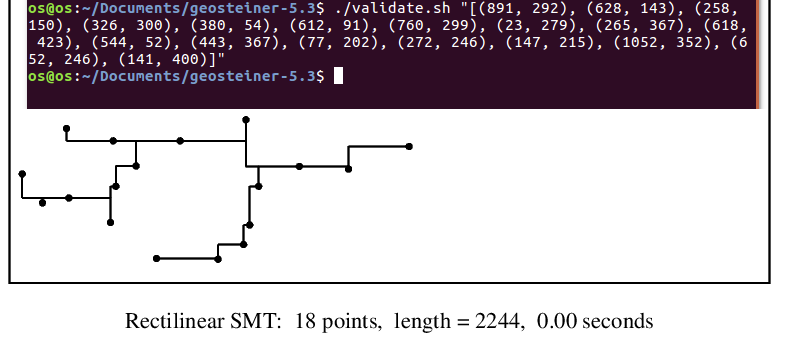 os@os:~/Documents/geosteiner-5.3$ ./validate.sh "[(891, 292), (628, 143), (258,
150), (326, 300), (380, 54), (612, 91), (760, 299), (23, 279), (265, 367), (618,
423), (544, 52), (443, 367), (77, 202), (272, 246), (147, 215), (1052, 352), (6
52, 246), (141, 400)]"
os@os:~/Documents/geosteiner-5.3$
Rectilinear SMT: 18 points, length = 2244, 0.00 seconds